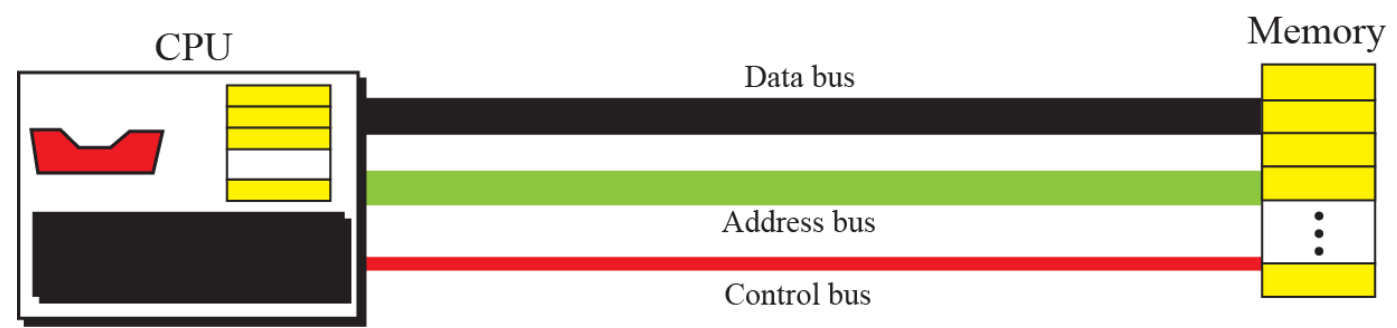 CPU
Memory
Data bus
Address bus
Control bus